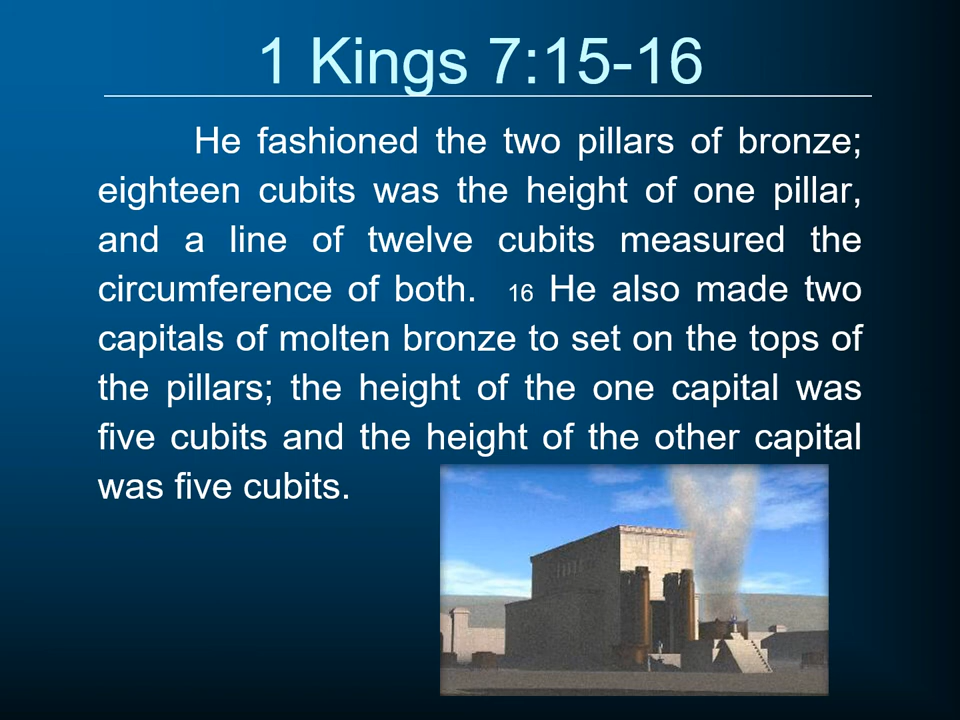 1 Kings 7:15-16
He fashioned the two pillars of bronze;
eighteen cubits was the height of one pillar,
and a line of twelve cubits measured the
circumference of both. 16 He also made two
capitals of molten bronze to set on the tops of
the pillars; the height of the one capital was
five cubits and the height of the other capital
was five cubits.